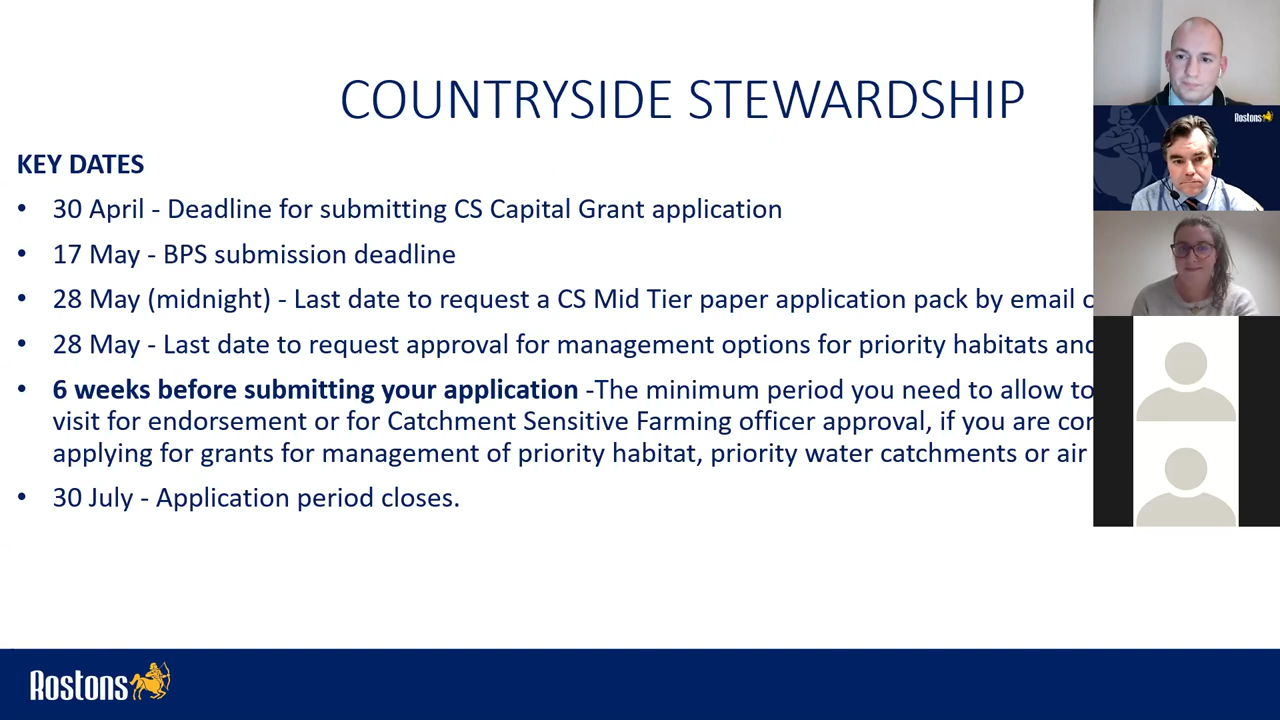 COUNTRYSIDE STEWARDSHIP
KEY DATES
• 30 April - Deadline for submitting CS Capital Grant application
• 17 May - BPS submission deadline
• 28 May (midnight) - Last date to request a CS Mid Tier paper application pack by email
• 28 May - Last date to request approval for management options for priority habitats and
• 6 weeks before submitting your application -The minimum period you need to allow to
visit for endorsement or for Catchment Sensitive Farming officer approval, if you are
applying for grants for management of priority habitat, priority water catchments or air
• 30 July - Application period closes.
Rostons
Rostons